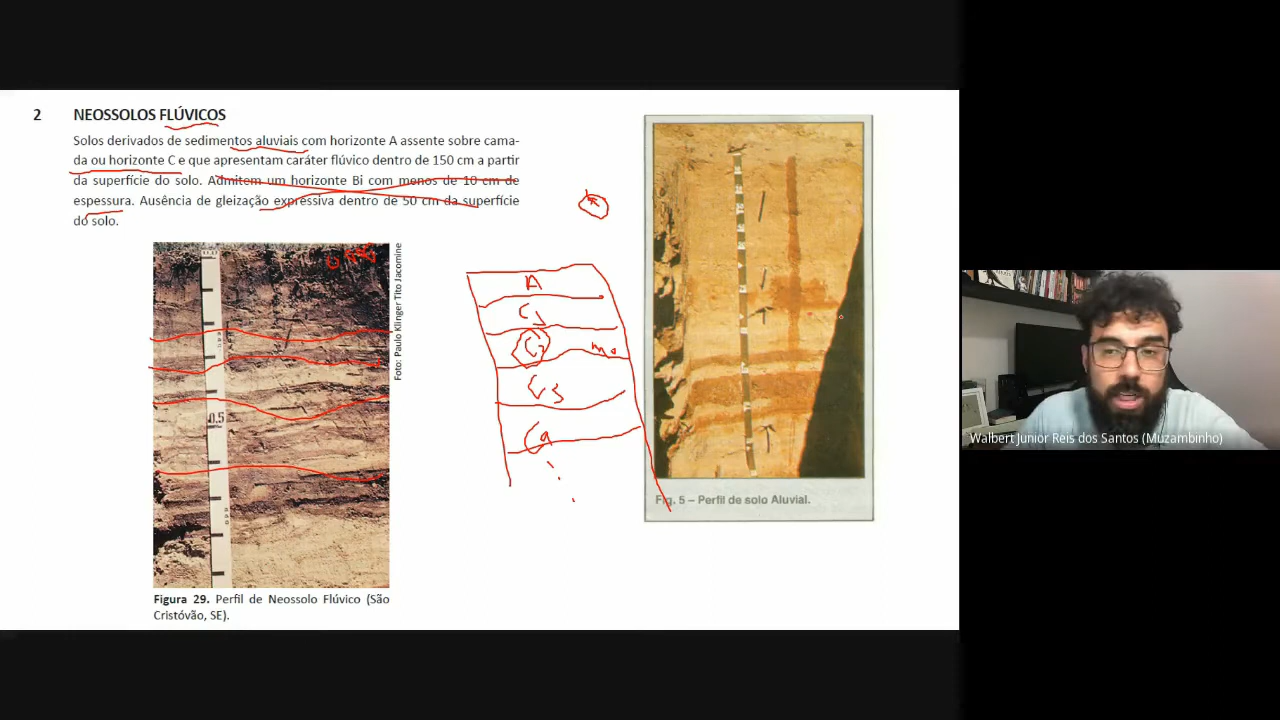 2 NEOSSOLOS FLÚVICOS
Solos derivados de sedimentos aluviais com horizonte A assente sobre cama-
da ou horizonte C e que apresentam caráter flúvico dentro de 150 cm a partir
da superfície do solo. Admitem um horizonte Bi com menos de 10 cm de
espessura. Ausência de gleização expressiva dentro de 50 cm da superfície
do solo.
Foto: Paulo Klinger Tito Jacomine
0,5
Figura 29. Perfil de Neossolo Flúvico (São
Cristóvão, SE).
A
C1
C2
C3
C4
Fig. 5 – Perfil de solo Aluvial.
Walbert Junior Reis dos Santos (Muzambinho)